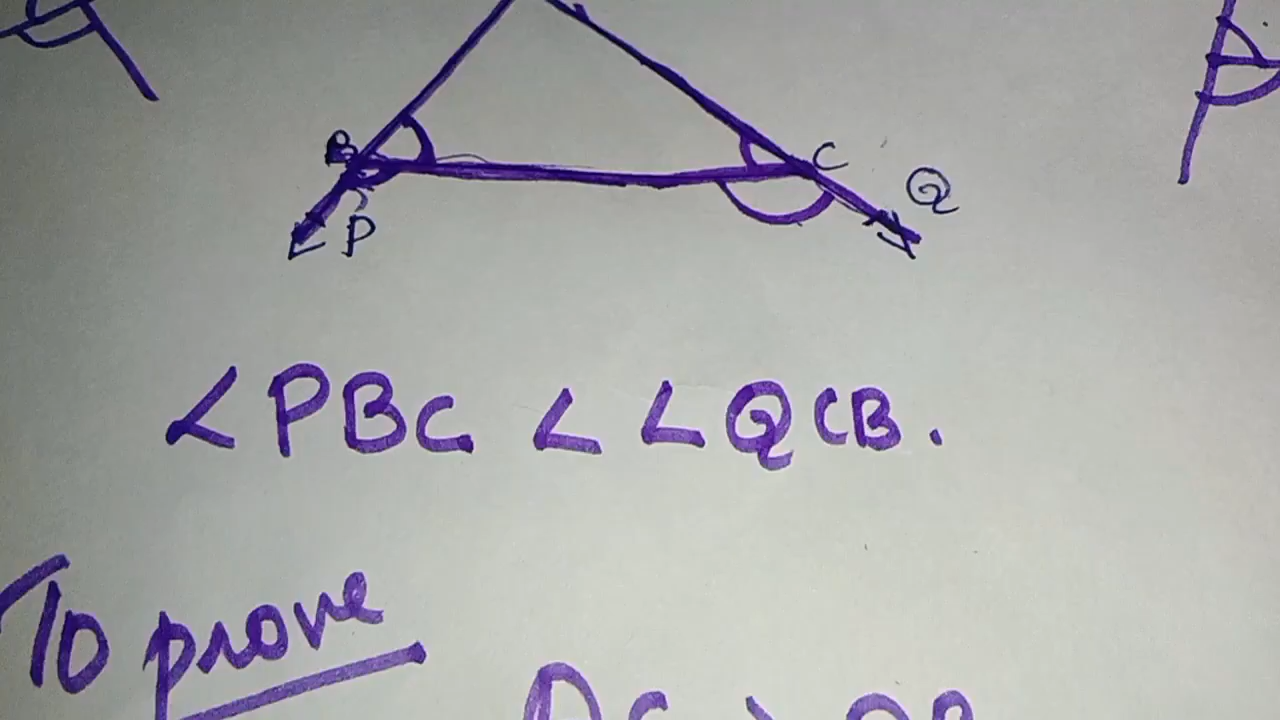 B
C
Q
P
<PBC < <QCB.
To prove